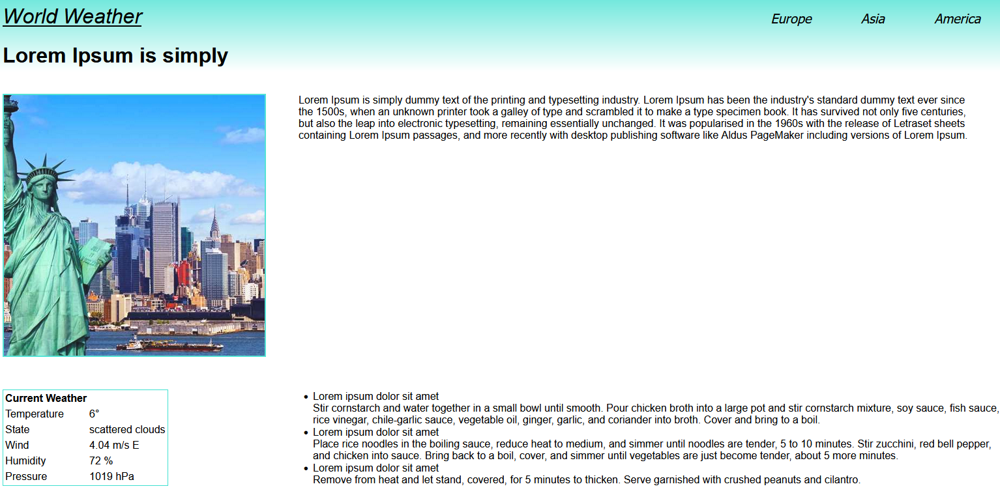 World Weather
Europe Asia America
Lorem Ipsum is simply
Lorem Ipsum is simply dummy text of the printing and typesetting industry. Lorem Ipsum has been the industry's standard dummy text ever since
the 1500s, when an unknown printer took a galley of type and scrambled it to make a type specimen book. It has survived not only five centuries,
but also the leap into electronic typesetting, remaining essentially unchanged. It was popularised in the 1960s with the release of Letraset sheets
containing Lorem Ipsum passages, and more recently with desktop publishing software like Aldus PageMaker including versions of Lorem Ipsum.
Current Weather
Temperature 6°
State scattered clouds
Wind 4.04 m/s E
Humidity 72 %
Pressure 1019 hPa
• Lorem ipsum dolor sit amet
Stir cornstarch and water together in a small bowl until smooth. Pour chicken broth into a large pot and stir cornstarch mixture, soy sauce, fish sauce,
rice vinegar, chile-garlic sauce, vegetable oil, ginger, garlic, and coriander into broth. Cover and bring to a boil.
• Lorem ipsum dolor sit amet
Place rice noodles in the boiling sauce, reduce heat to medium, and simmer until noodles are tender, 5 to 10 minutes. Stir zucchini, red bell pepper,
and chicken into sauce. Bring back to a boil, cover, and simmer until vegetables are just become tender, about 5 more minutes.
• Lorem ipsum dolor sit amet
Remove from heat and let stand, covered, for 5 minutes to thicken. Serve garnished with crushed peanuts and cilantro.